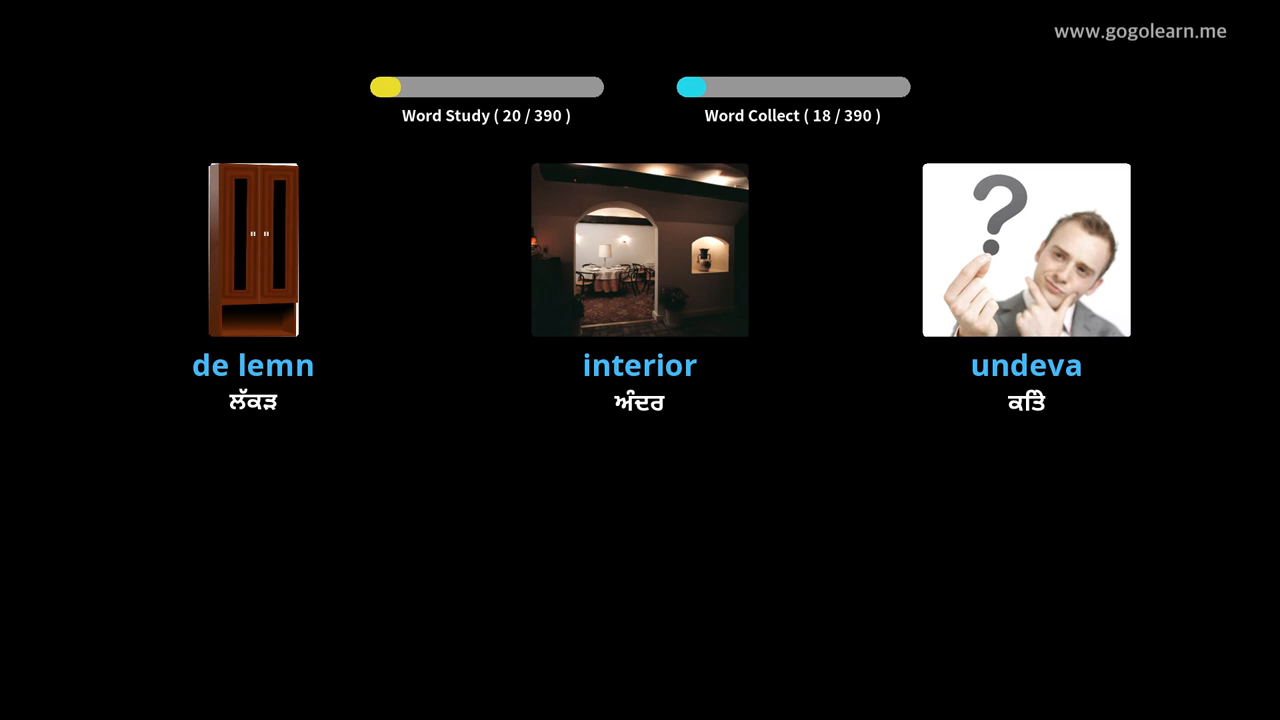 www.gogolearn.me
Word Study ( 20 / 390 )
Word Collect ( 18 / 390 )
de lemn
interior
undeva
ਲੱਕੜ
ਅੰਦਰ
ਕਤਿੇ